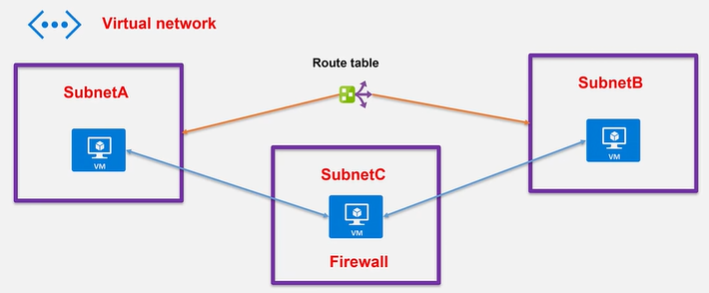 Virtual network
Route table
SubnetA
SubnetB
VM
VM
SubnetC
VM
Firewall